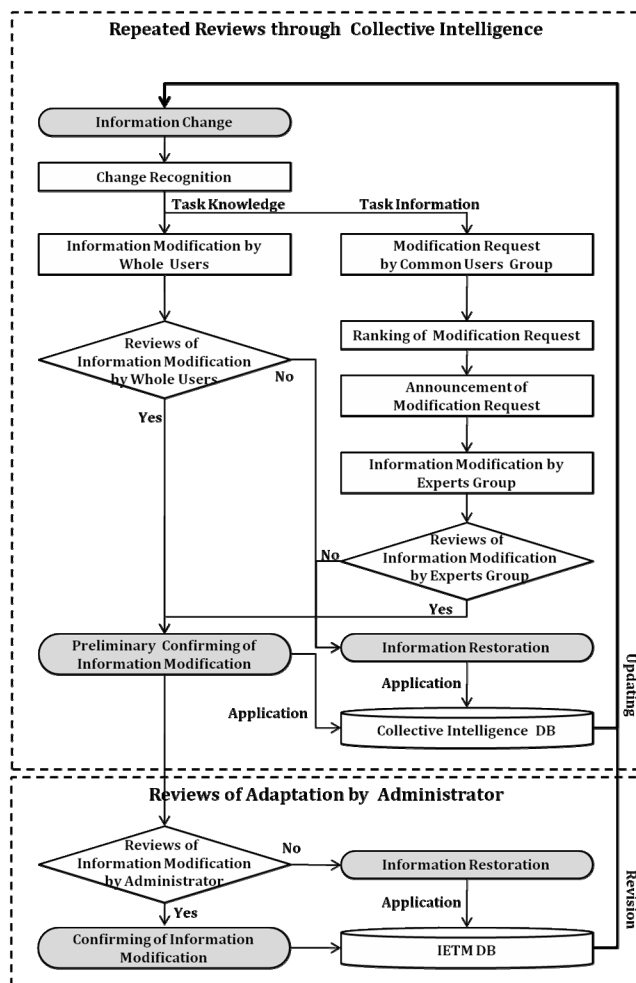 Repeated Reviews through Collective Intelligence
Information Change
Change Recognition
Task Knowledge
Task Information
Information Modification by
Whole Users
Modification Request
by Common Users Group
Ranking of Modification Request
Reviews of
Information Modification
by Whole Users
No
Yes
Announcement of
Modification Request
Information Modification by
Experts Group
Reviews of
Information Modification
by Experts Group
No
Yes
Preliminary Confirming of
Information Modification
Information Restoration
Application
Application
Collective Intelligence DB
Updating
Reviews of Adaptation by Administrator
Reviews of
Information Modification
by Administrator
No
Yes
Information Restoration
Application
Revision
Confirming of Information
Modification
IETM DB